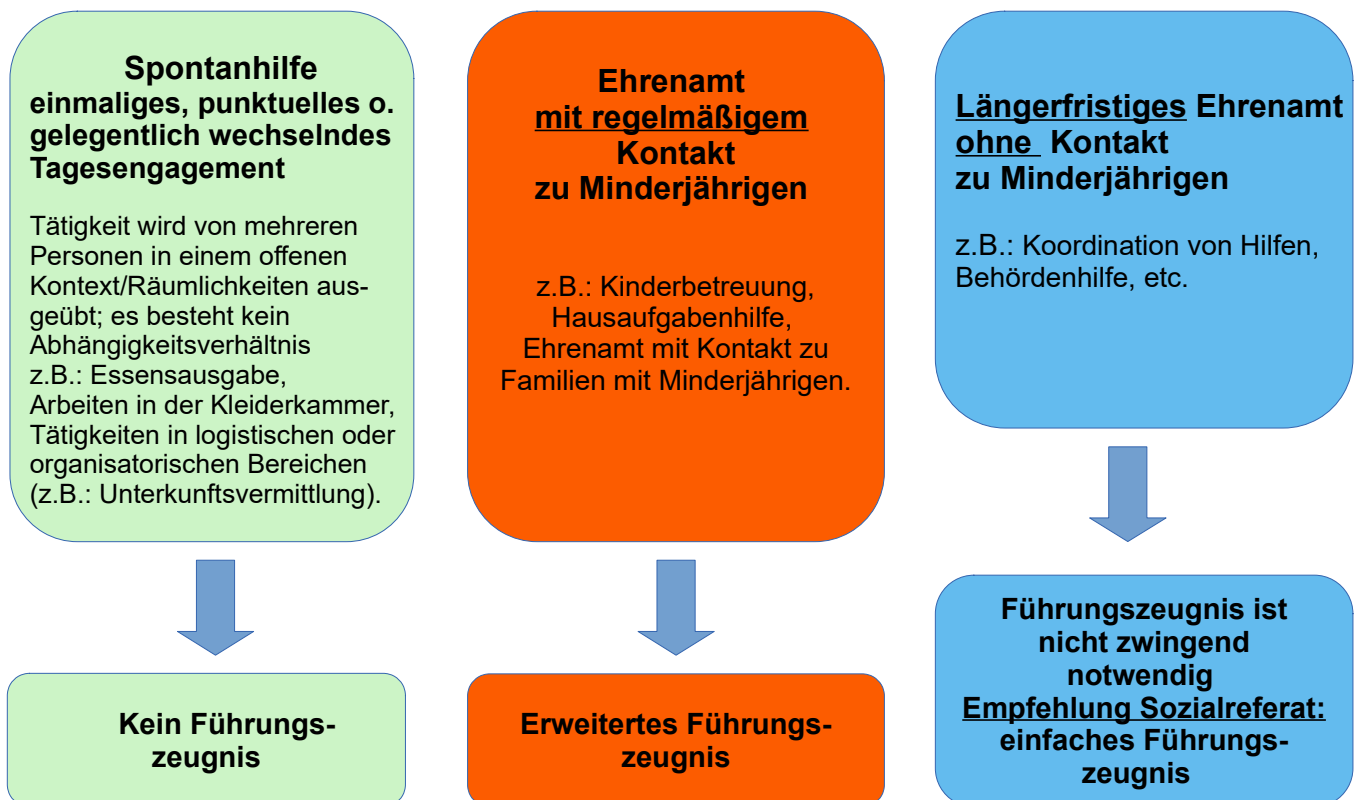 Spontanhilfe
einmaliges, punktuelles o.
gelegentlich wechselndes
Tagesengagement
Tätigkeit wird von mehreren
Personen in einem offenen
Kontext/Räumlichkeiten aus-
geübt; es besteht kein
Abhängigkeitsverhältnis
z.B.: Essensausgabe,
Arbeiten in der Kleiderkammer,
Tätigkeiten in logistischen oder
organisatorischen Bereichen
(z.B.: Unterkunftsvermittlung).
Kein Führungs-
zeugnis
Ehrenamt
mit regelmäßigem
Kontakt
zu Minderjährigen
z.B.: Kinderbetreuung,
Hausaufgabenhilfe,
Ehrenamt mit Kontakt zu
Familien mit Minderjährigen.
Erweitertes Führungs-
zeugnis
Längerfristiges Ehrenamt
ohne Kontakt
zu Minderjährigen
z.B.: Koordination von Hilfen,
Behördenhilfe, etc.
Führungszeugnis ist
nicht zwingend
notwendig
Empfehlung Sozialreferat:
einfaches Führungs-
zeugnis